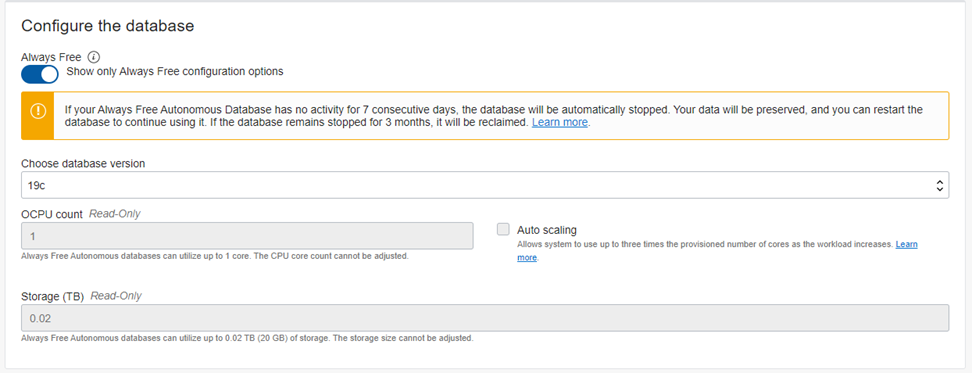 Configure the database
Always Free
Show only Always Free configuration options
If your Always Free Autonomous Database has no activity for 7 consecutive days, the database will be automatically stopped. Your data will be preserved, and you can restart the
database to continue using it. If the database remains stopped for 3 months, it will be reclaimed. Learn more.
Choose database version
19c
OCPU count Read-Only
1
Always Free Autonomous databases can utilize up to 1 core. The CPU core count cannot be adjusted.
Auto scaling
Allows system to use up to three times the provisioned number of cores as the workload increases. Learn
more.
Storage (TB) Read-Only
0.02
Always Free Autonomous databases can utilize up to 0.02 TB (20 GB) of storage. The storage size cannot be adjusted.